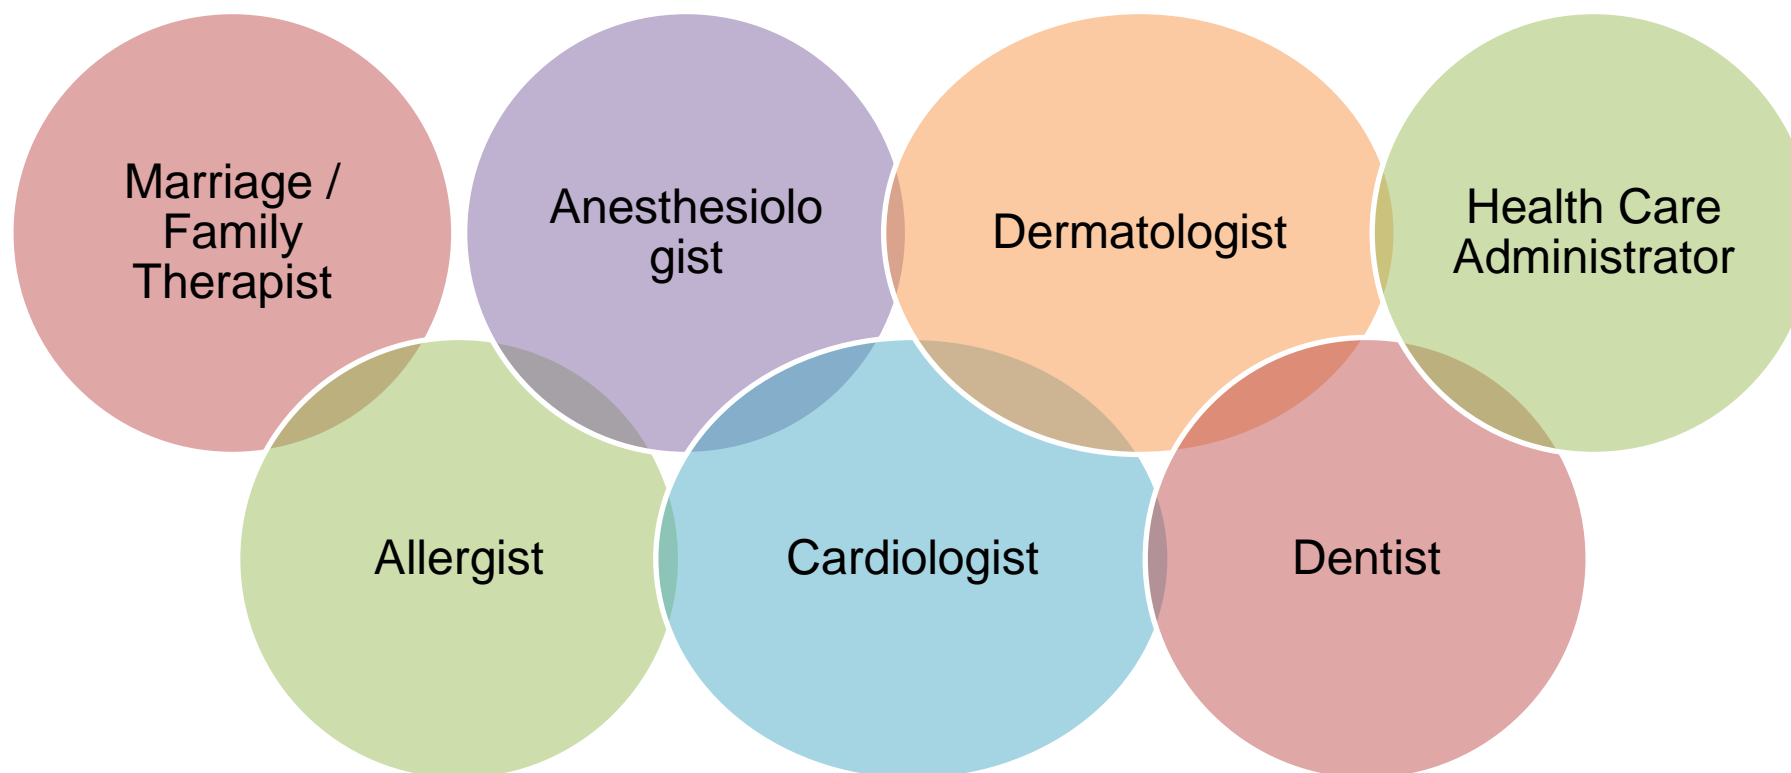 Marriage /
Family
Therapist
Anesthesiolo
gist
Dermatologist
Health Care
Administrator
Allergist
Cardiologist
Dentist